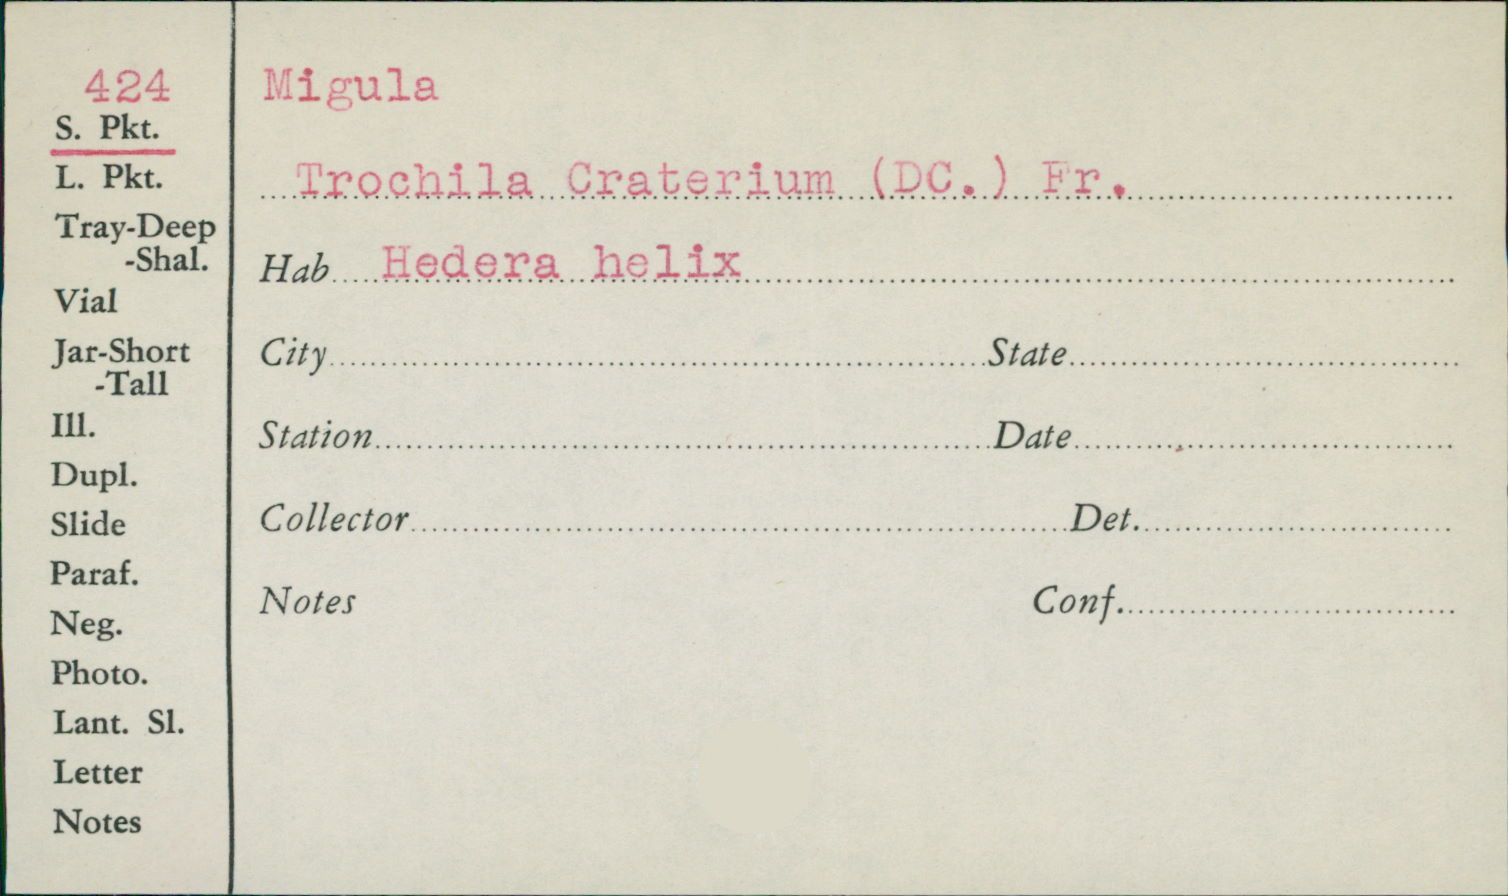 424
S. Pkt.
L. Pkt.
Tray-Deep
-Shal.
Vial
Jar-Short
-Tall
Ill.
Dupl.
Slide
Paraf.
Neg.
Photo.
Lant. Sl.
Letter
Notes
Migula
Trochila Craterium (DC.) Fr.
Hab Hedera helix
City State
Station Date
Collector Det.
Notes Conf.